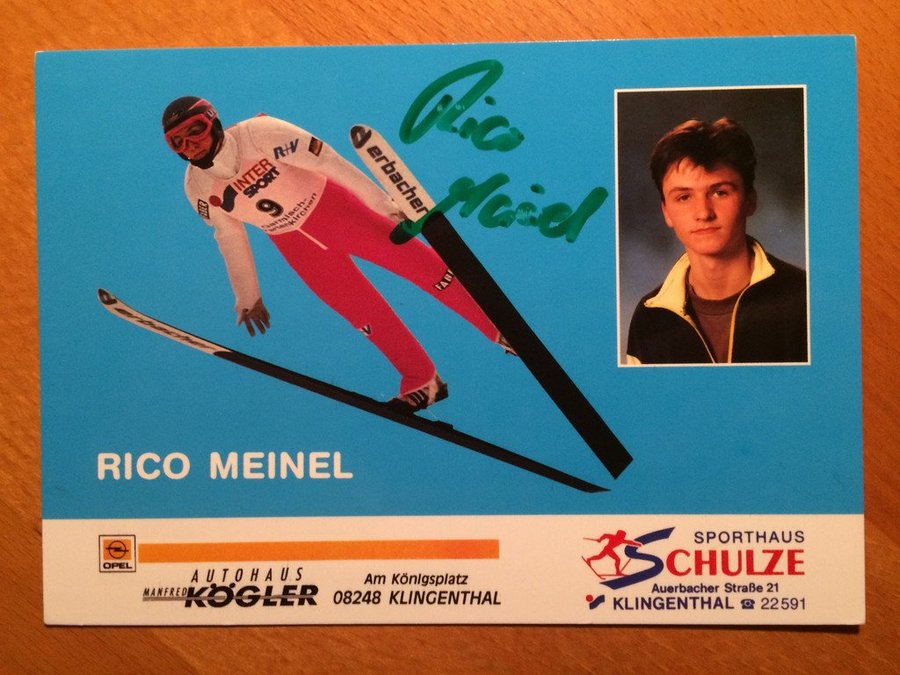 Rico
Meinel
INTER
SPORT
R+V
9
Garmisch-
Partenkirchen
erbacher
erbacher
RICO MEINEL
OPEL
AUTOHAUS
MANFRED KÖGLER
Am Königsplatz
08248 KLINGENTHAL
SPORTHAUS
SCHULZE
Auerbacher Straße 21
KLINGENTHAL ☎ 22591